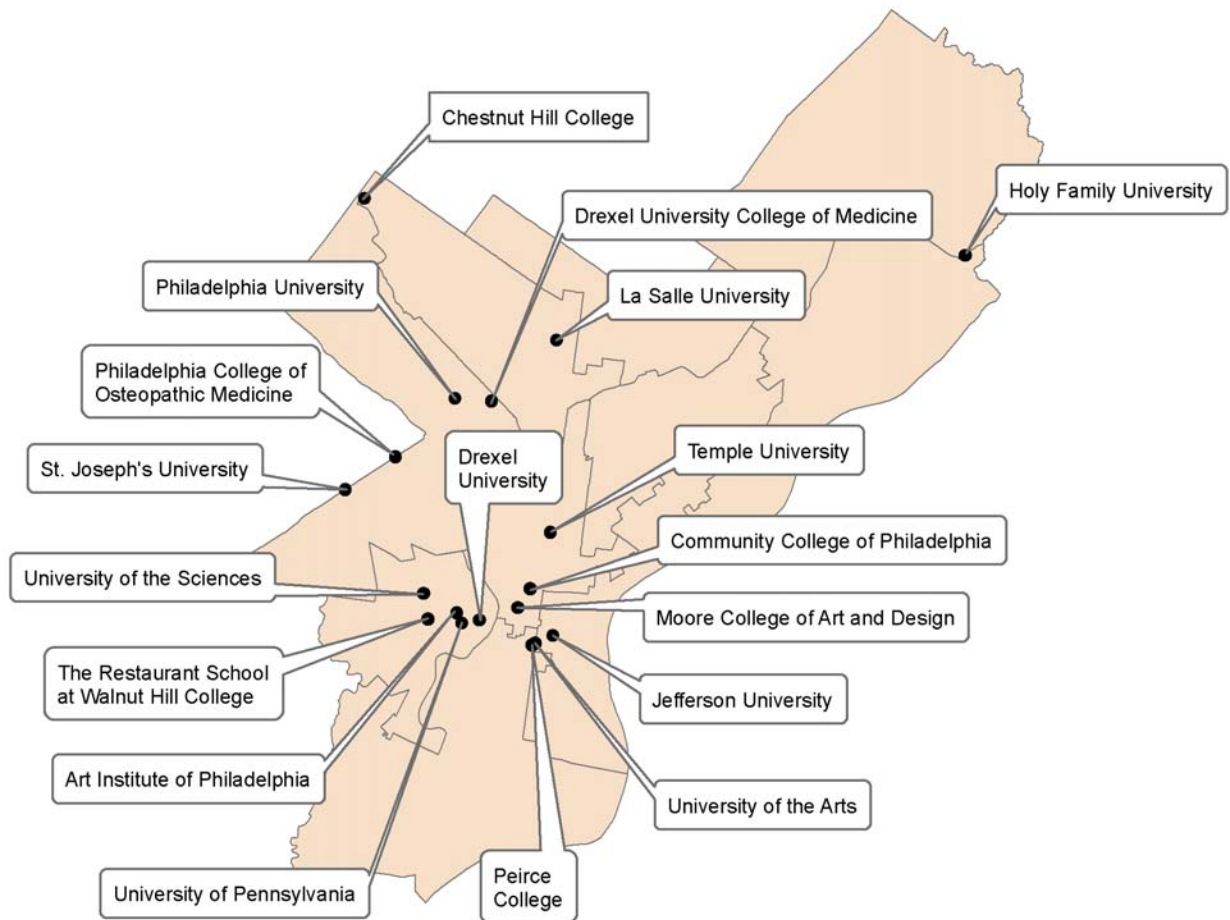 Chestnut Hill College
Holy Family University
Drexel University College of Medicine
Philadelphia University
La Salle University
Philadelphia College of
Osteopathic Medicine
Drexel
University
Temple University
St. Joseph's University
Community College of Philadelphia
University of the Sciences
Moore College of Art and Design
The Restaurant School
at Walnut Hill College
Jefferson University
Art Institute of Philadelphia
University of the Arts
Peirce
College
University of Pennsylvania